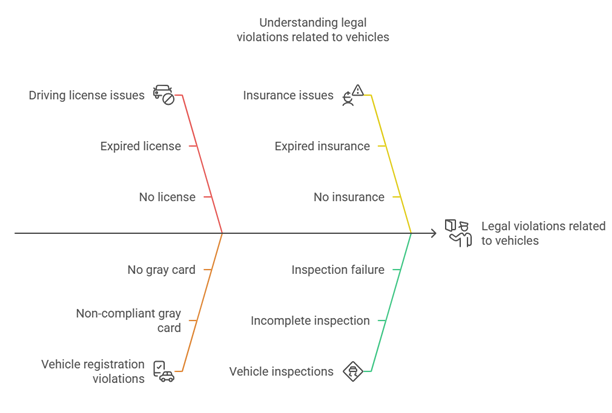 Understanding legal
violations related to vehicles
Driving license issues
Insurance issues
Expired license
Expired insurance
No license
No insurance
Legal violations related
to vehicles
No gray card
Inspection failure
Non-compliant gray
card
Incomplete inspection
Vehicle registration
violations
Vehicle inspections